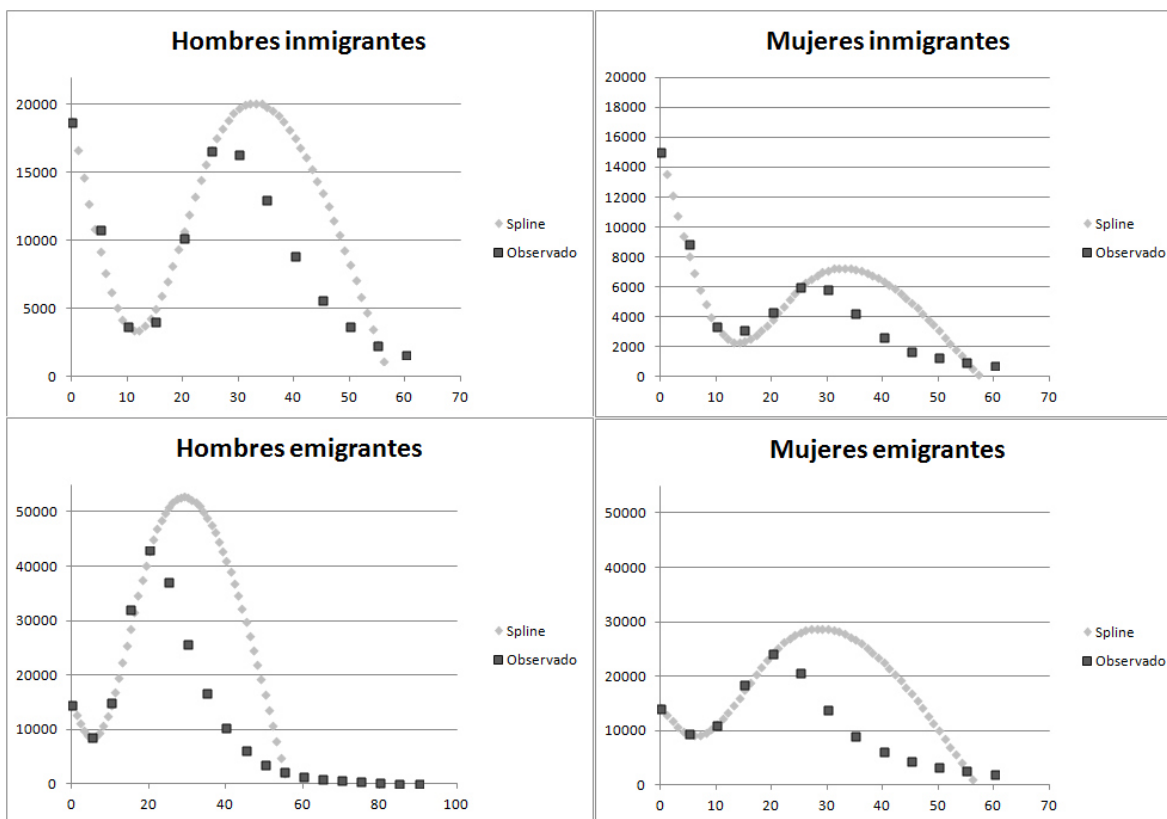 Hombres inmigrantes
20000
15000
10000
5000
0
0 10 20 30 40 50 60 70
Spline
Observado
Mujeres inmigrantes
20000
18000
16000
14000
12000
10000
8000
6000
4000
2000
0
0 10 20 30 40 50 60 70
Spline
Observado
Hombres emigrantes
50000
40000
30000
20000
10000
0
0 20 40 60 80 100
Spline
Observado
Mujeres emigrantes
50000
40000
30000
20000
10000
0
0 10 20 30 40 50 60 70
Spline
Observado